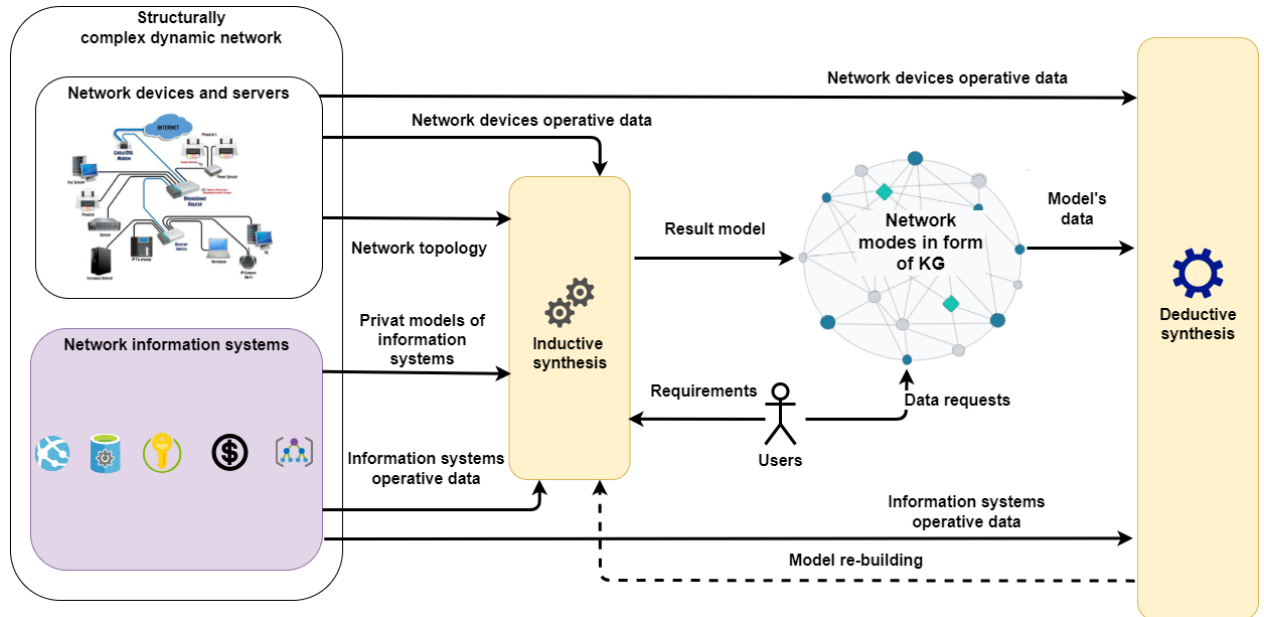 Structurally
complex dynamic network
Network devices and servers
INTERNET
Network devices operative data
Network devices operative data
Network topology
Privat models of
information
systems
Network information systems
$
Information systems
operative data
Inductive
synthesis
Result model
Network
modes in form
of KG
Model's
data
Requirements
Data requests
Users
Deductive
synthesis
Information systems
operative data
Model re-building